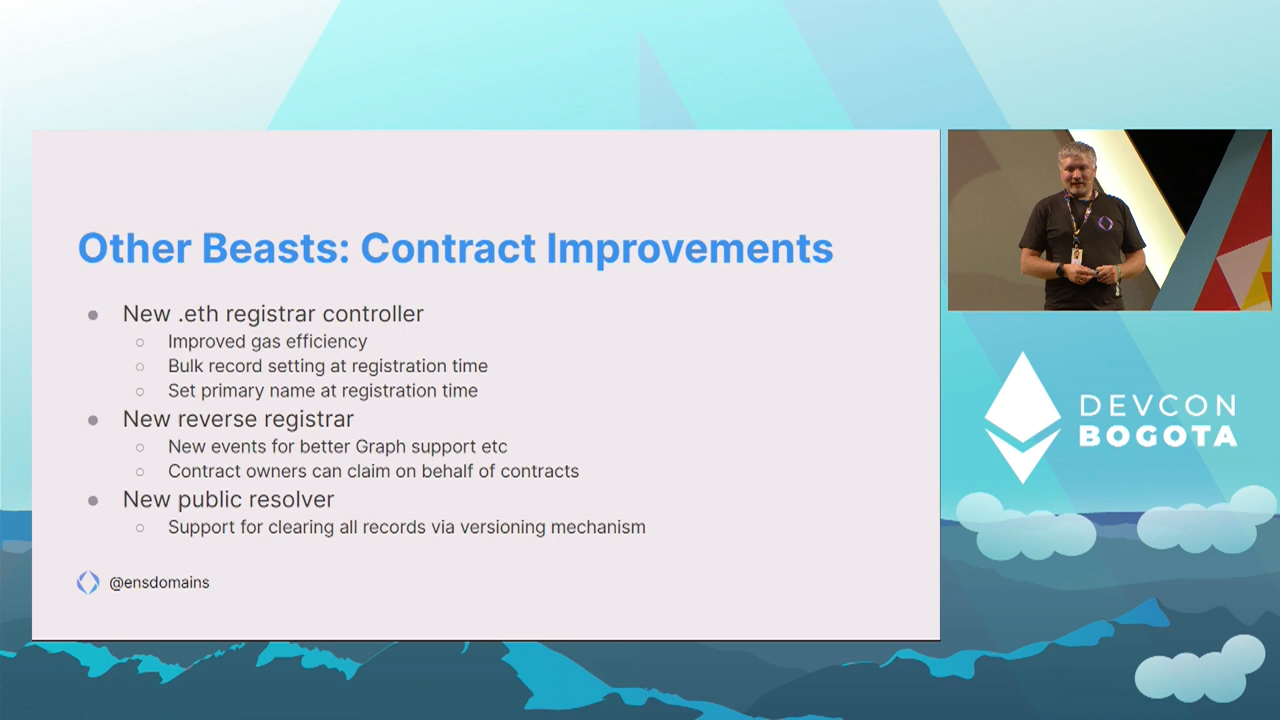 Other Beasts: Contract Improvements
New .eth registrar controller
Improved gas efficiency
Bulk record setting at registration time
Set primary name at registration time
New reverse registrar
New events for better Graph support etc
Contract owners can claim on behalf of contracts
New public resolver
Support for clearing all records via versioning mechanism
@ensdomains
DEVCON
BOGOTA